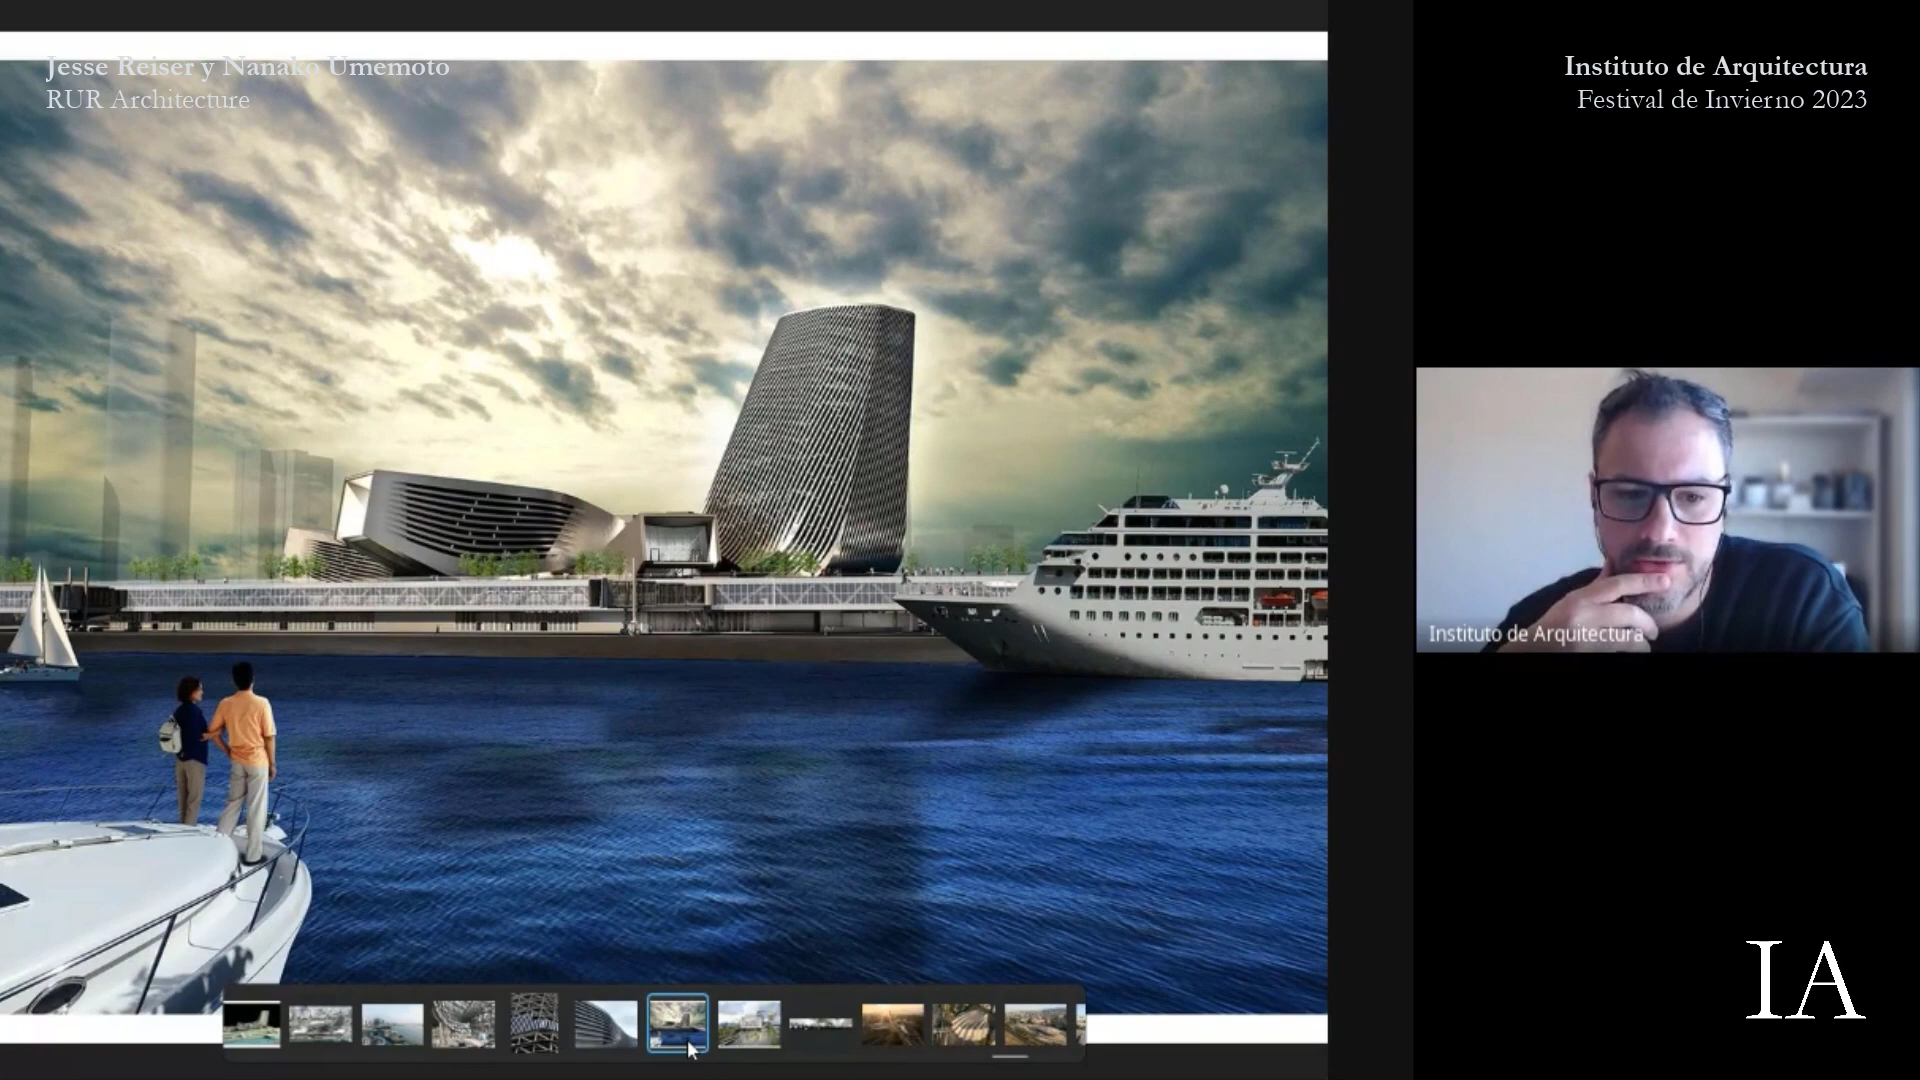 Jesse Reiser y Nanako Umemoto
RUR Architecture
Instituto de Arquitectura
Festival de Invierno 2023
Instituto de Arquitectura
IA